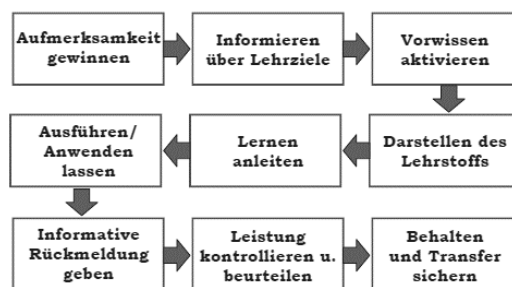 Aufmerksamkeit
gewinnen
Informieren
über Lehrziele
Vorwissen
aktivieren
Darstellen des
Lehrstoffs
Lernen
anleiten
Ausführen/
Anwenden
lassen
Informative
Rückmeldung
geben
Leistung
kontrollieren u.
beurteilen
Behalten
und Transfer
sichern